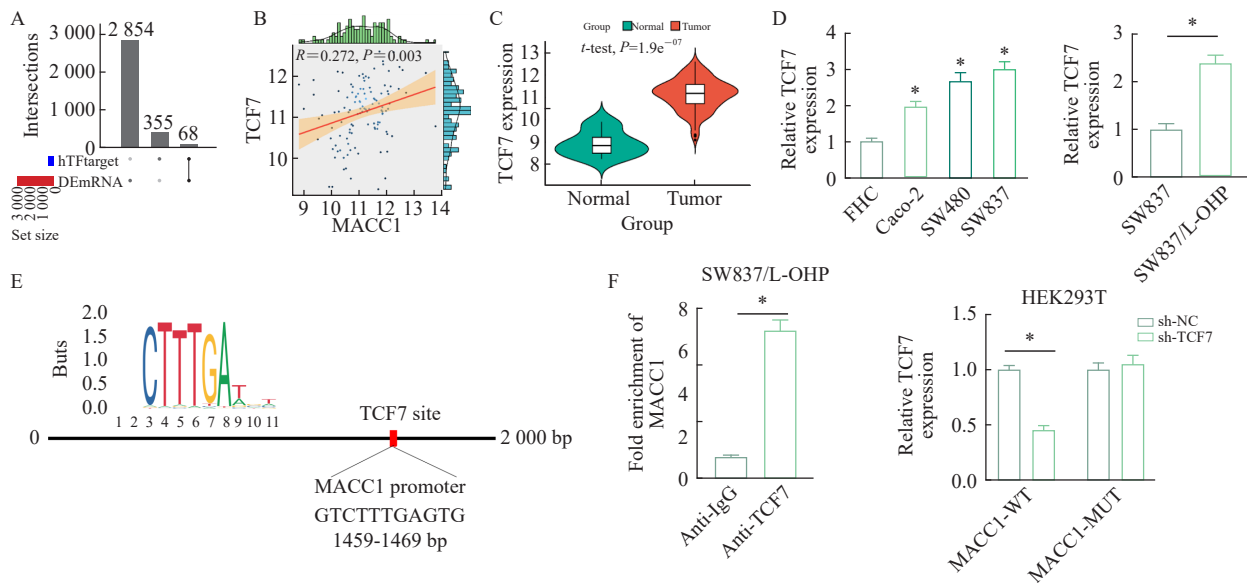 A
3 000
2 000
1 000
0
Intersections
2 854
355
68
hTFtarget
DEmRNA
3 000
2 000
1 000
0
Set size
B
R=0.272, P=0.003
TCF7
12
11
10
9 10 11 12 13 14
MACC1
C
Group Normal Tumor
t-test, P=1.9e-07
TCF7 expression
13
12
11
10
9
8
Normal Tumor
Group
D
Relative TCF7
expression
4
3
2
1
0
* * *
FHC
Caco-2
SW480
SW837
Relative TCF7
expression
3
2
1
0
*
SW837
SW837/L-OHP
E
Buts
2.0
1.5
1.0
0.5
0.0
CTTTGA
1 2 3 4 5 6 7 8 9 10 11
TCF7 site
0
2 000 bp
MACC1 promoter
GTCTTTGAGTG
1459-1469 bp
F
SW837/L-OHP
Fold enrichment of
MACC1
8
6
4
2
0
*
Anti-IgG
Anti-TCF7
HEK293T
sh-NC
sh-TCF7
Relative TCF7
expression
1.5
1.0
0.5
0.0
*
MACC1-WT
MACC1-MUT